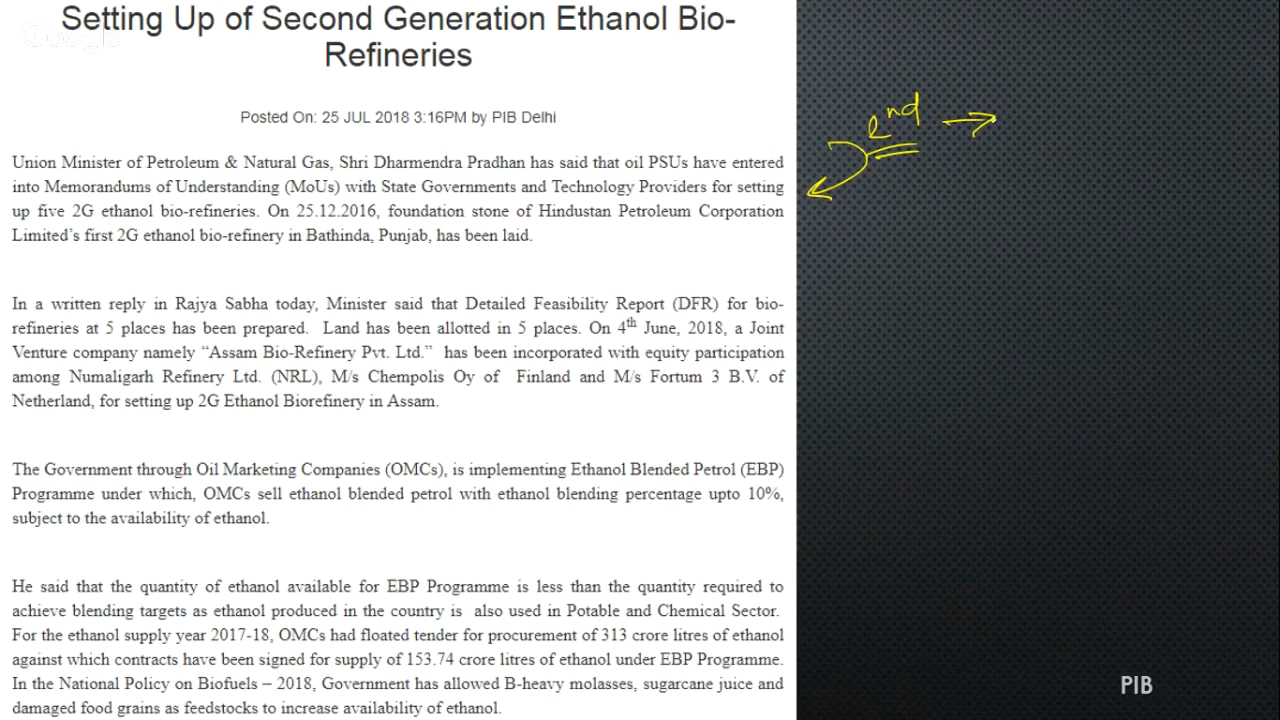 Setting Up of Second Generation Ethanol Bio-
Refineries
Posted On: 25 JUL 2018 3:16PM by PIB Delhi
Union Minister of Petroleum & Natural Gas, Shri Dharmendra Pradhan has said that oil PSUs have entered
into Memorandums of Understanding (MoUs) with State Governments and Technology Providers for setting
up five 2G ethanol bio-refineries. On 25.12.2016, foundation stone of Hindustan Petroleum Corporation
Limited's first 2G ethanol bio-refinery in Bathinda, Punjab, has been laid.
In a written reply in Rajya Sabha today, Minister said that Detailed Feasibility Report (DFR) for bio-
refineries at 5 places has been prepared. Land has been allotted in 5 places. On 4th June, 2018, a Joint
Venture company namely “Assam Bio-Refinery Pvt. Ltd.” has been incorporated with equity participation
among Numaligarh Refinery Ltd. (NRL), M/s Chempolis Oy of Finland and M/s Fortum 3 B.V. of
Netherland, for setting up 2G Ethanol Biorefinery in Assam.
The Government through Oil Marketing Companies (OMCs), is implementing Ethanol Blended Petrol (EBP)
Programme under which, OMCs sell ethanol blended petrol with ethanol blending percentage upto 10%,
subject to the availability of ethanol.
He said that the quantity of ethanol available for EBP Programme is less than the quantity required to
achieve blending targets as ethanol produced in the country is also used in Potable and Chemical Sector.
For the ethanol supply year 2017-18, OMCs had floated tender for procurement of 313 crore litres of ethanol
against which contracts have been signed for supply of 153.74 crore litres of ethanol under EBP Programme.
In the National Policy on Biofuels – 2018, Government has allowed B-heavy molasses, sugarcane juice and
damaged food grains as feedstocks to increase availability of ethanol.
2nd
PIB
Google